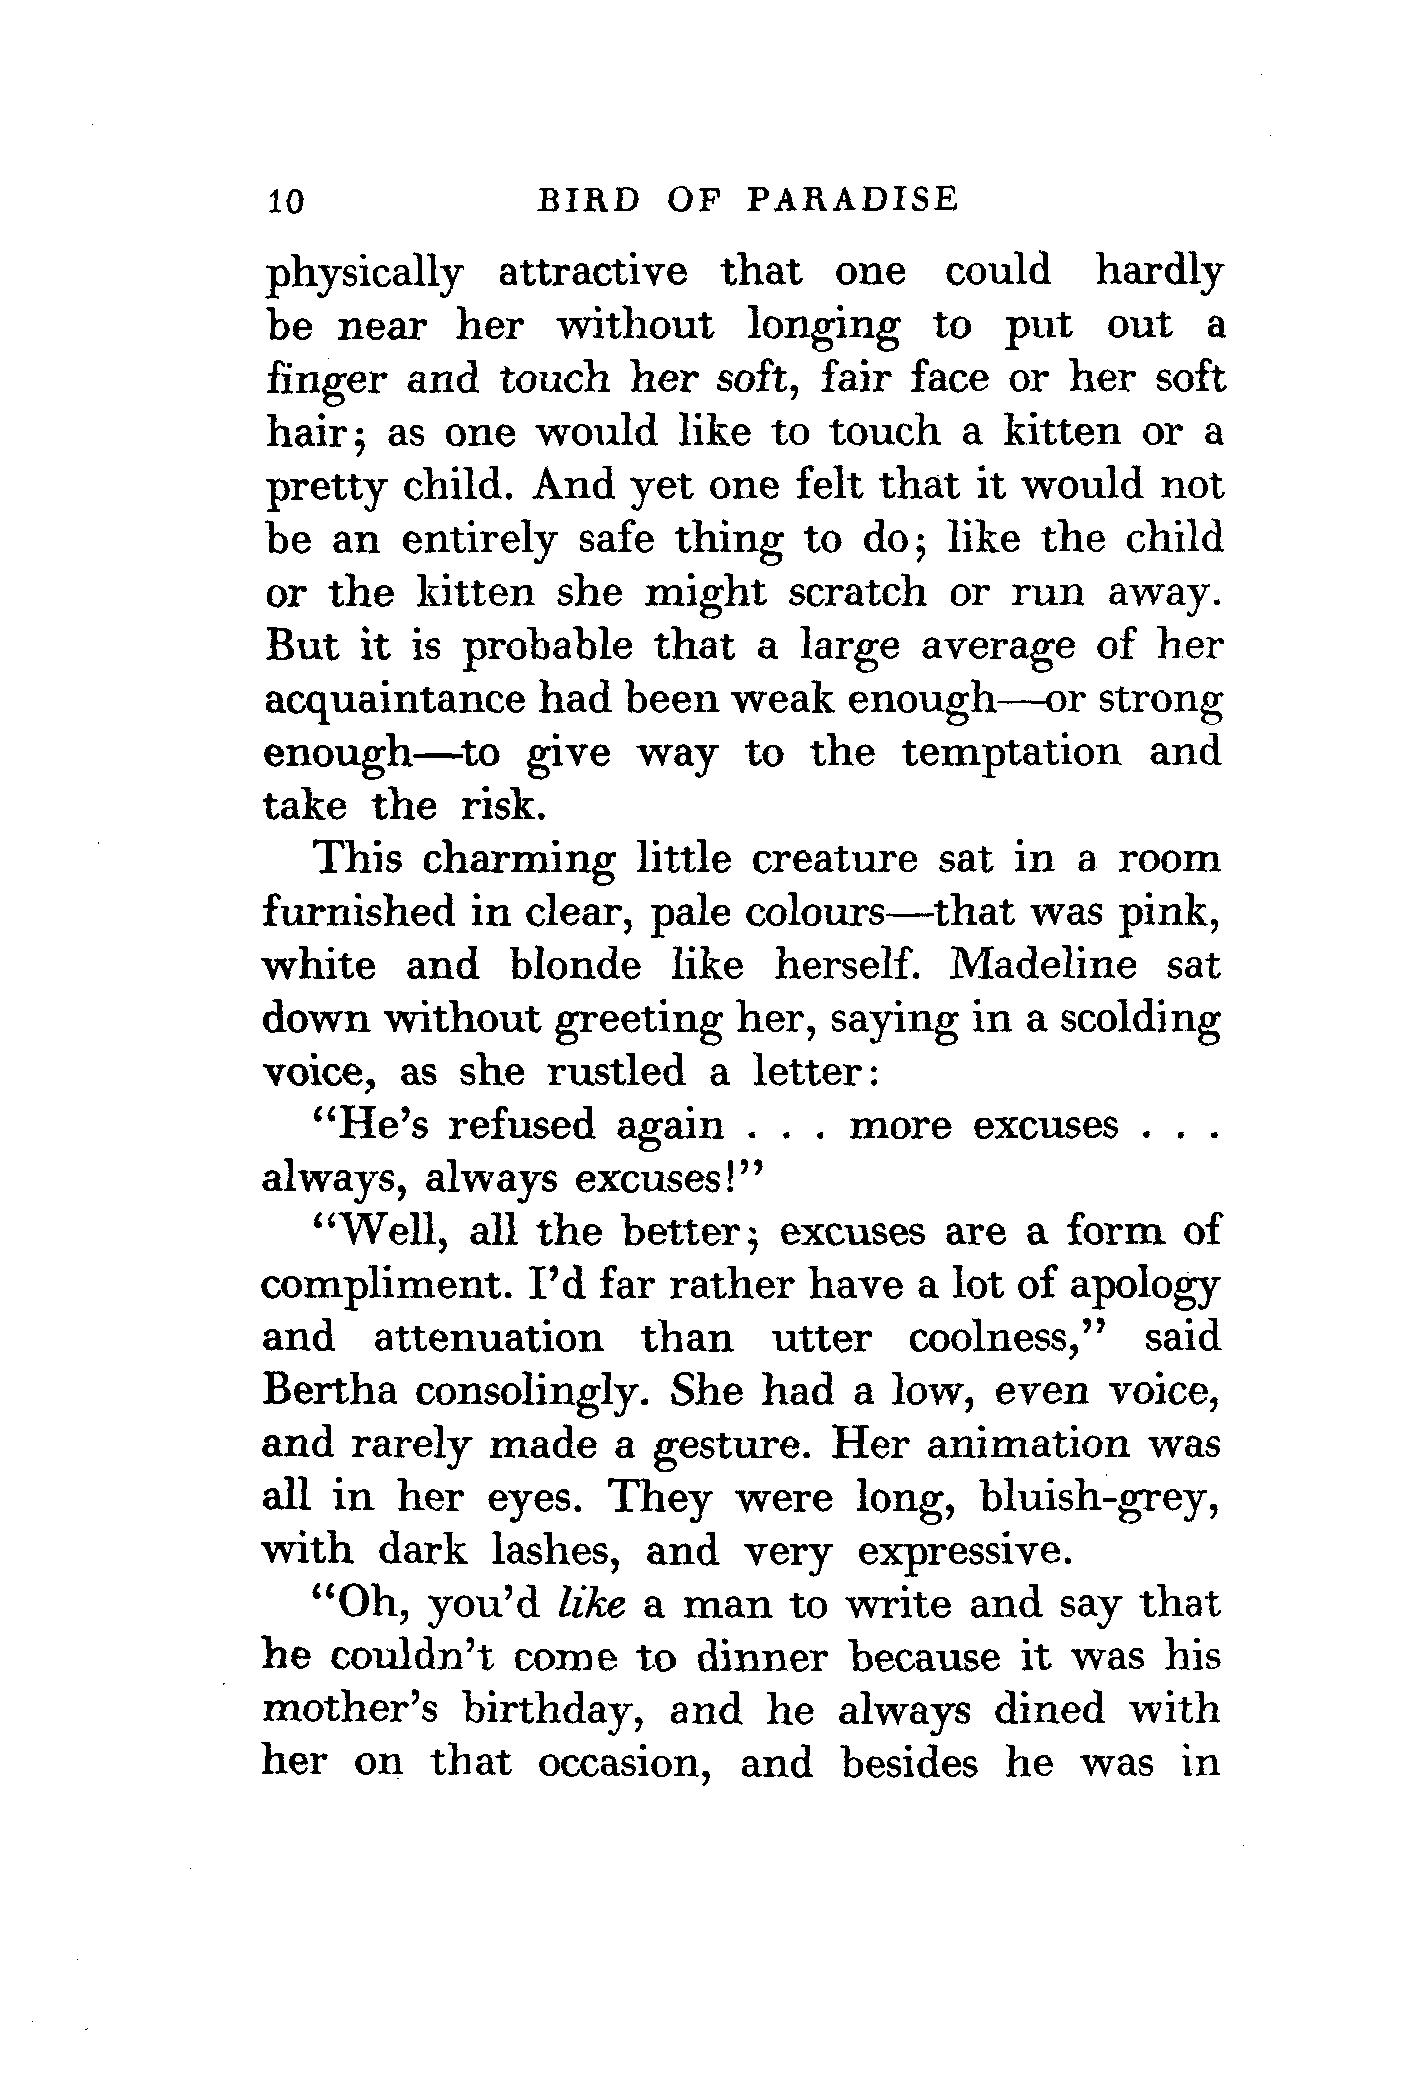 10 BIRD OF PARADISE
physically attractive that one could hardly
be near her without longing to put out a
finger and touch her soft, fair face or her soft
hair; as one would like to touch a kitten or a
pretty child. And yet one felt that it would not
be an entirely safe thing to do; like the child
or the kitten she might scratch or run away.
But it is probable that a large average of her
acquaintance had been weak enough—or strong
enough—to give way to the temptation and
take the risk.
This charming little creature sat in a room
furnished in clear, pale colours—that was pink,
white and blonde like herself. Madeline sat
down without greeting her, saying in a scolding
voice, as she rustled a letter:
“He’s refused again . . . more excuses . . .
always, always excuses!”
“Well, all the better; excuses are a form of
compliment. I’d far rather have a lot of apology
and attenuation than utter coolness,” said
Bertha consolingly. She had a low, even voice,
and rarely made a gesture. Her animation was
all in her eyes. They were long, bluish-grey,
with dark lashes, and very expressive.
“Oh, you’d like a man to write and say that
he couldn’t come to dinner because it was his
mother’s birthday, and he always dined with
her on that occasion, and besides he was in